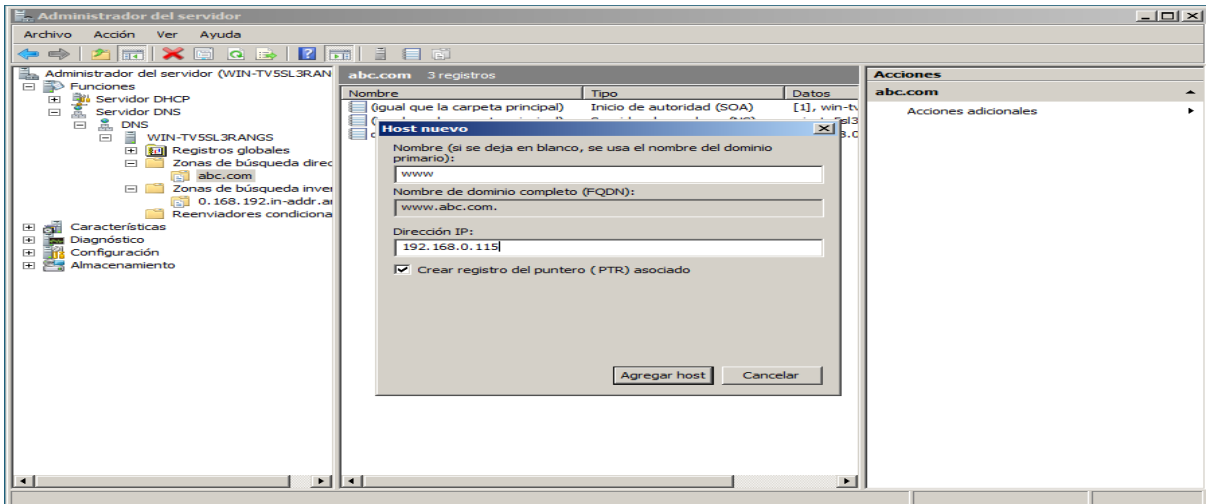 Administrador del servidor
Archivo Acción Ver Ayuda
Administrador del servidor (WIN-TV5SL3RAN
Funciones
Servidor DHCP
Servidor DNS
DNS
WIN-TV5SL3RANGS
Registros globales
Zonas de búsqueda direc
abc.com
Zonas de búsqueda inver
0.168.192.in-addr.ar
Reenviadores condiciona
Características
Diagnóstico
Configuración
Almacenamiento
abc.com 3 registros
Nombre Tipo Datos
(igual que la carpeta principal) Inicio de autoridad (SOA) [1], win-tv
Host nuevo
Nombre (si se deja en blanco, se usa el nombre del dominio
primario):
www
Nombre de dominio completo (FQDN):
www.abc.com.
Dirección IP:
192.168.0.115
Crear registro del puntero (PTR) asociado
Agregar host Cancelar
Acciones
abc.com
Acciones adicionales